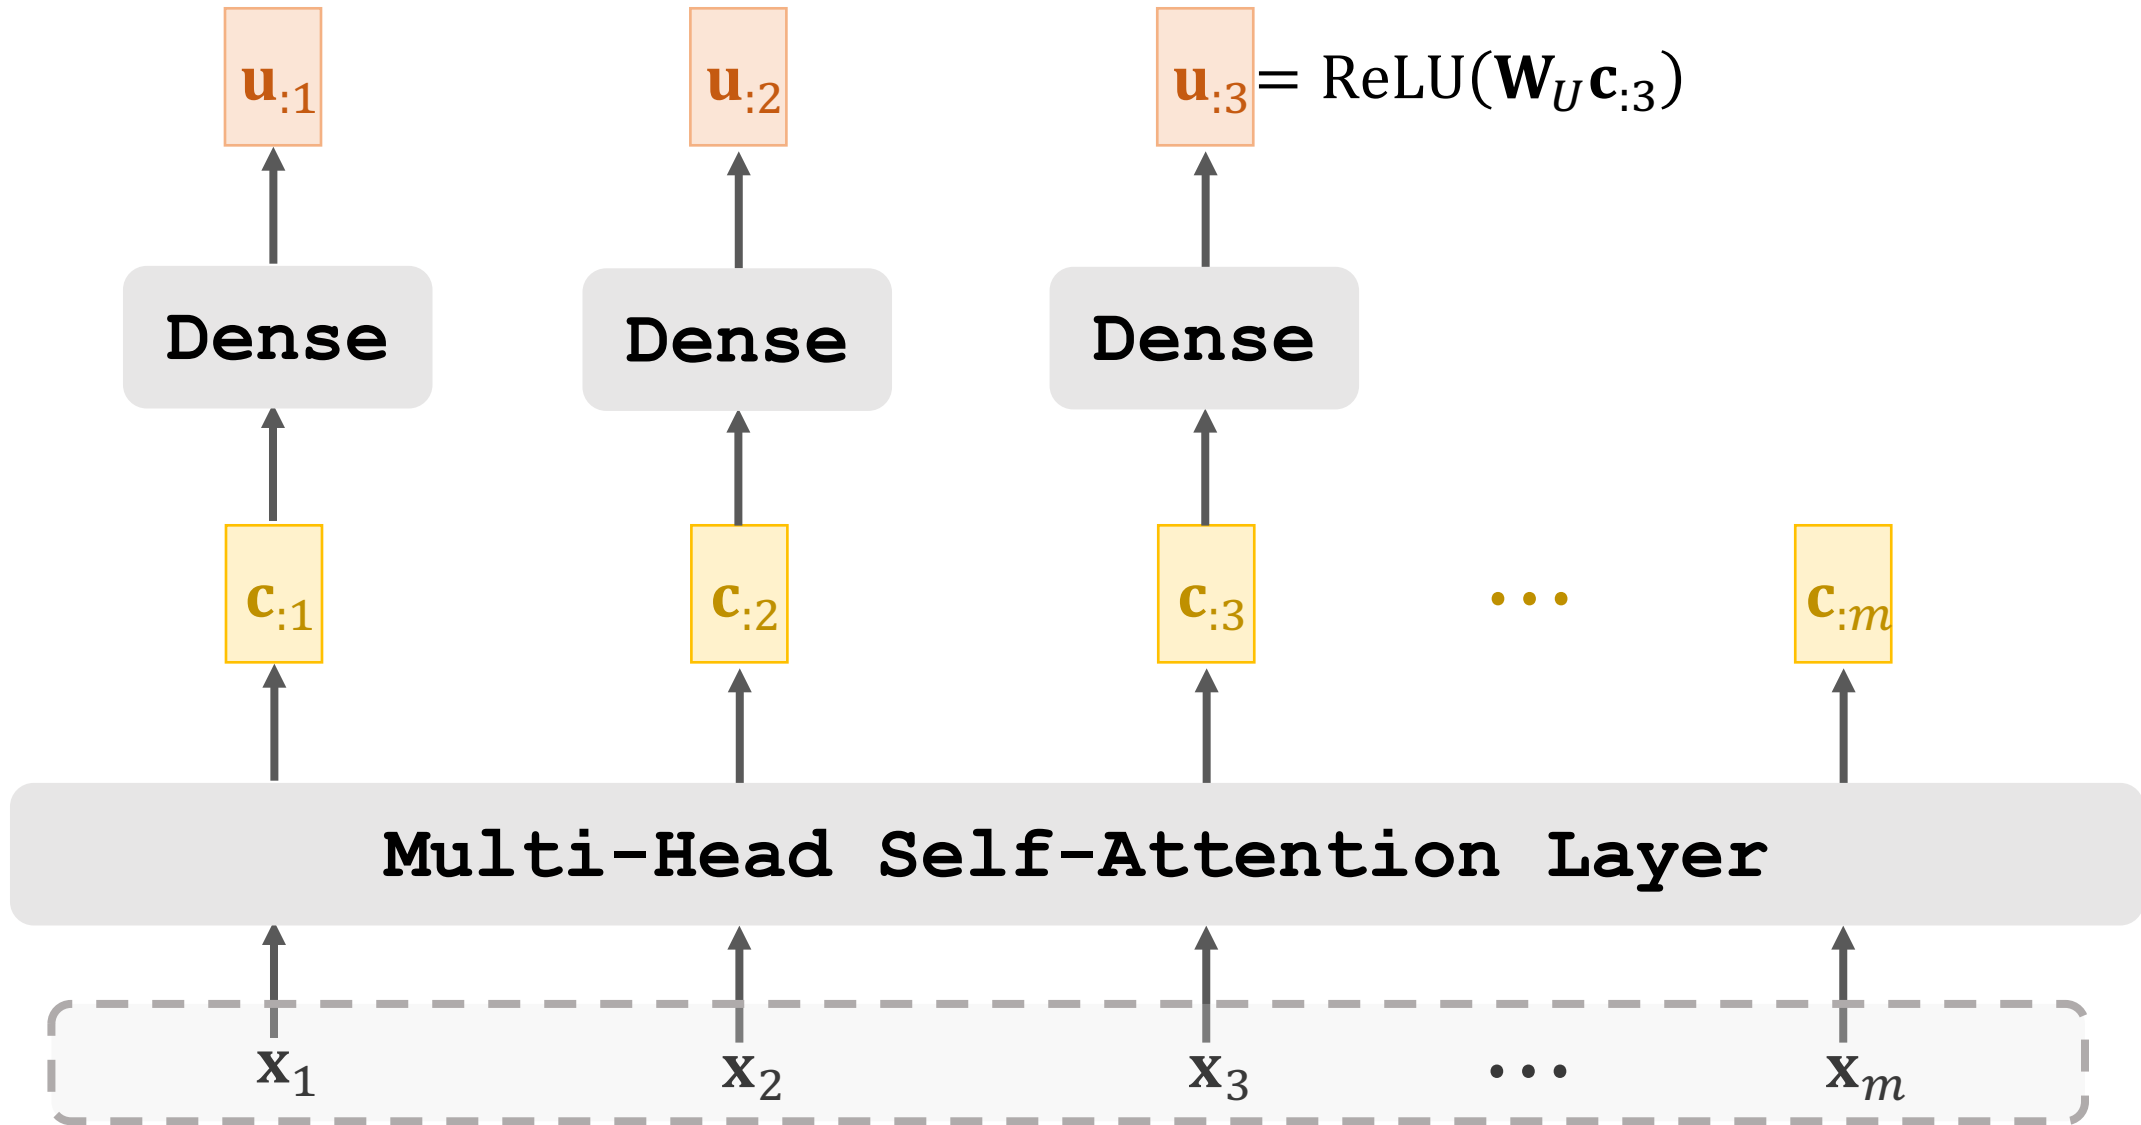 u:1 u:2 u:3 = ReLU(W_U c:3)
Dense Dense Dense
c:1 c:2 c:3 ... c:m
Multi-Head Self-Attention Layer
x1 x2 x3 ... xm